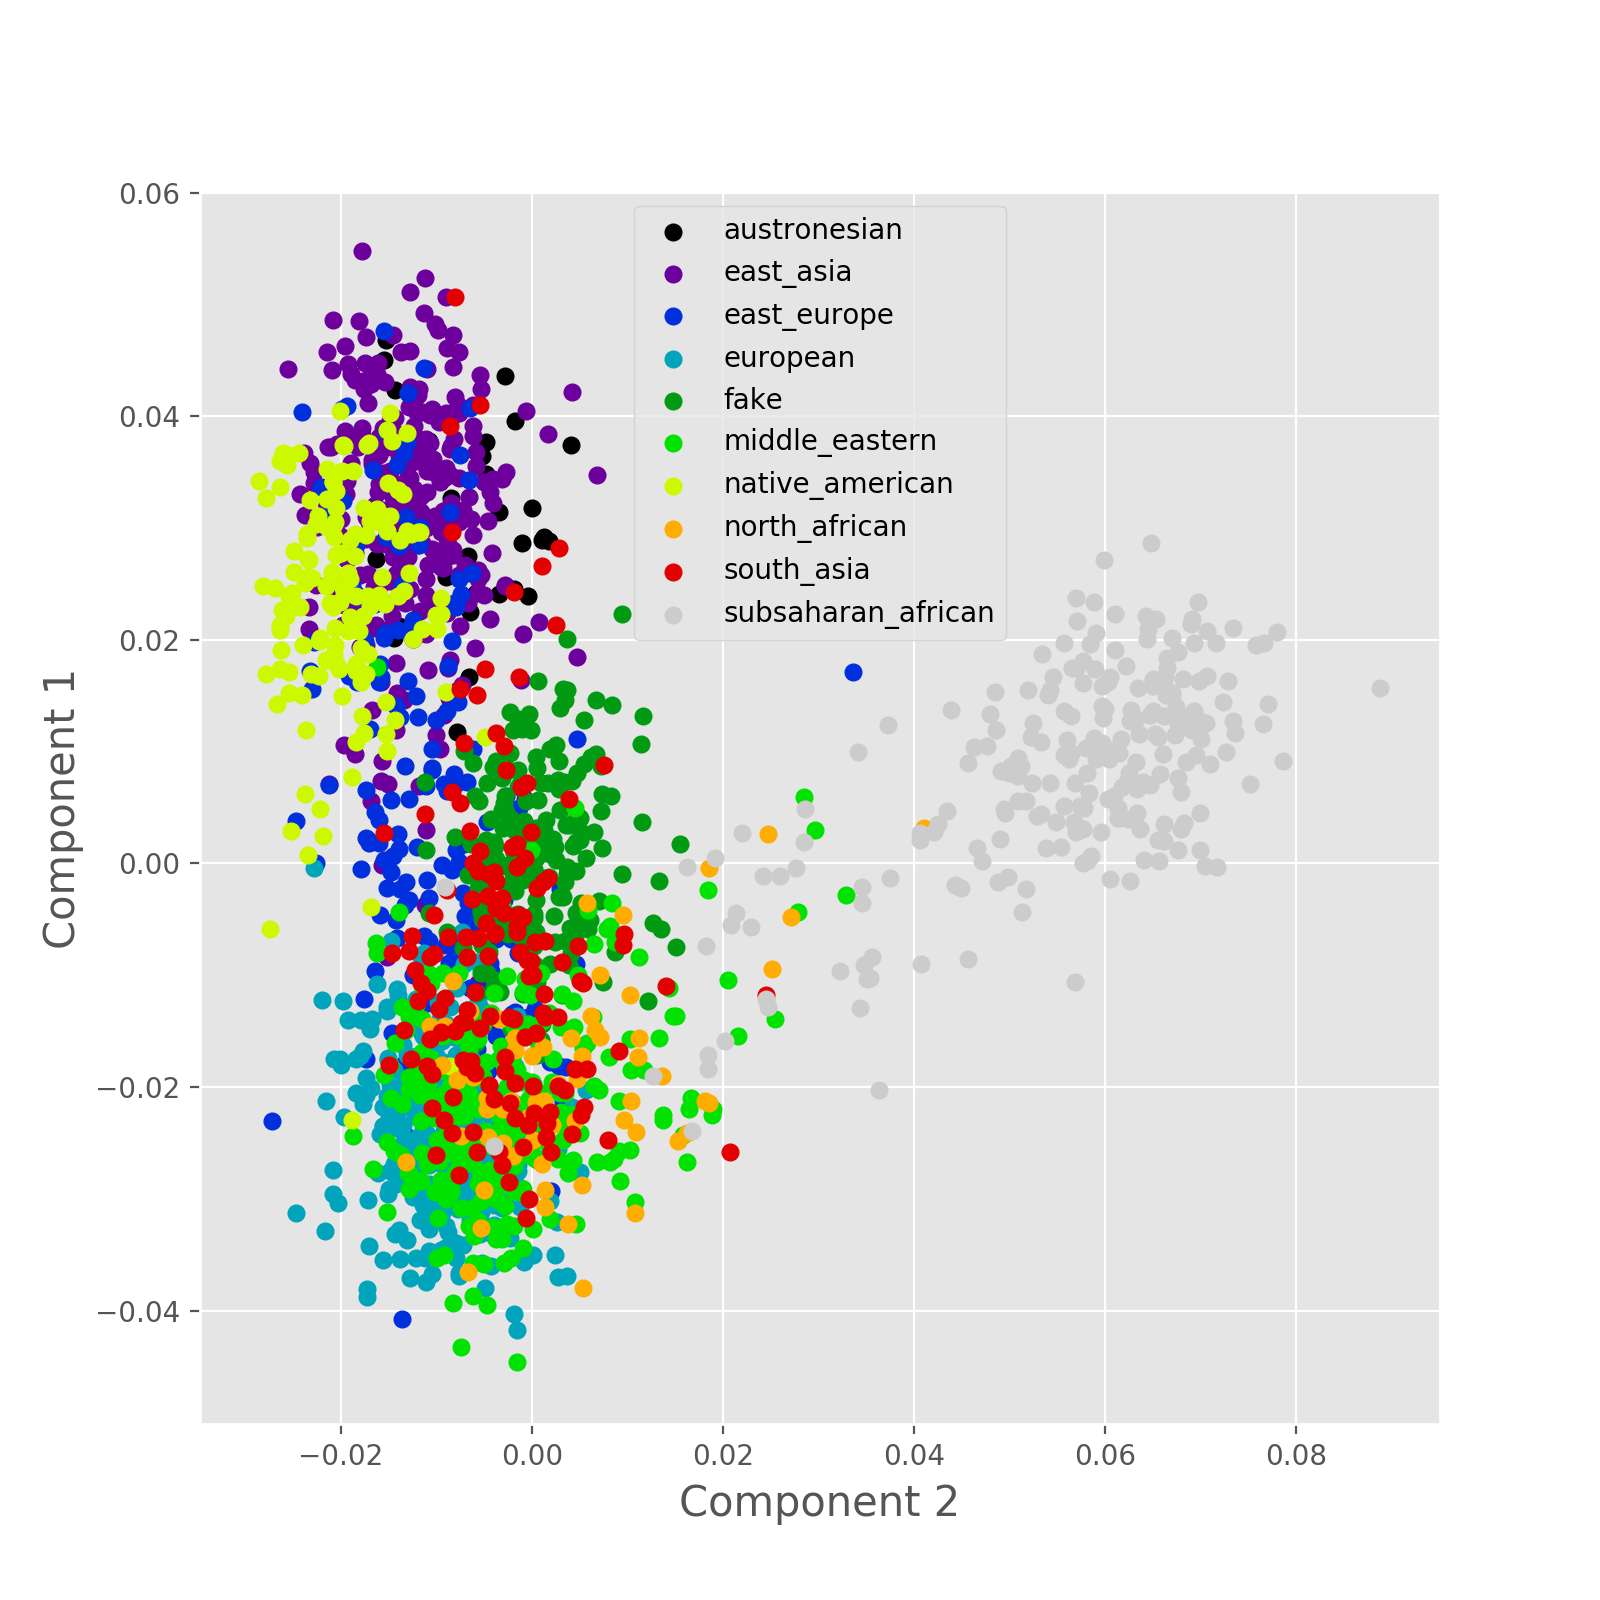 0.06
0.04
0.02
0.00
−0.02
−0.04
Component 1
austronesian
east_asia
east_europe
european
fake
middle_eastern
native_american
north_african
south_asia
subsaharan_african
−0.02 0.00 0.02 0.04 0.06 0.08
Component 2